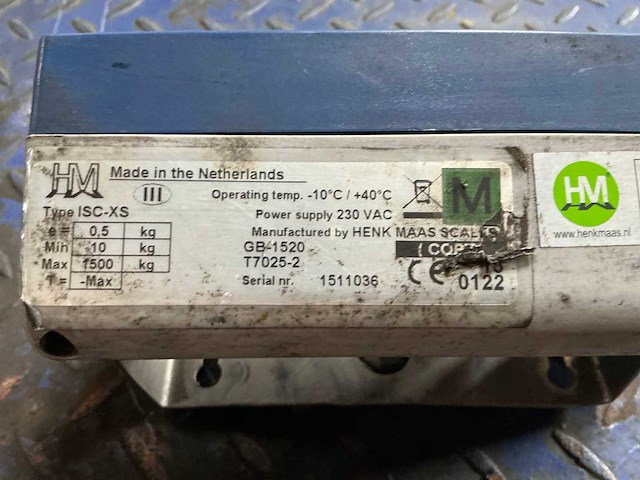 HM Made in the Netherlands
III
Operating temp. -10°C / +40°C
Type ISC-XS
Power supply 230 VAC
M
e = 0,5 kg
Manufactured by HENK MAAS SCALES
Min 10 kg
GB-1520
Max 1500 kg
T7025-2
T = -Max
Serial nr. 1511036
CE
0122
HM
www.henkmaas.nl